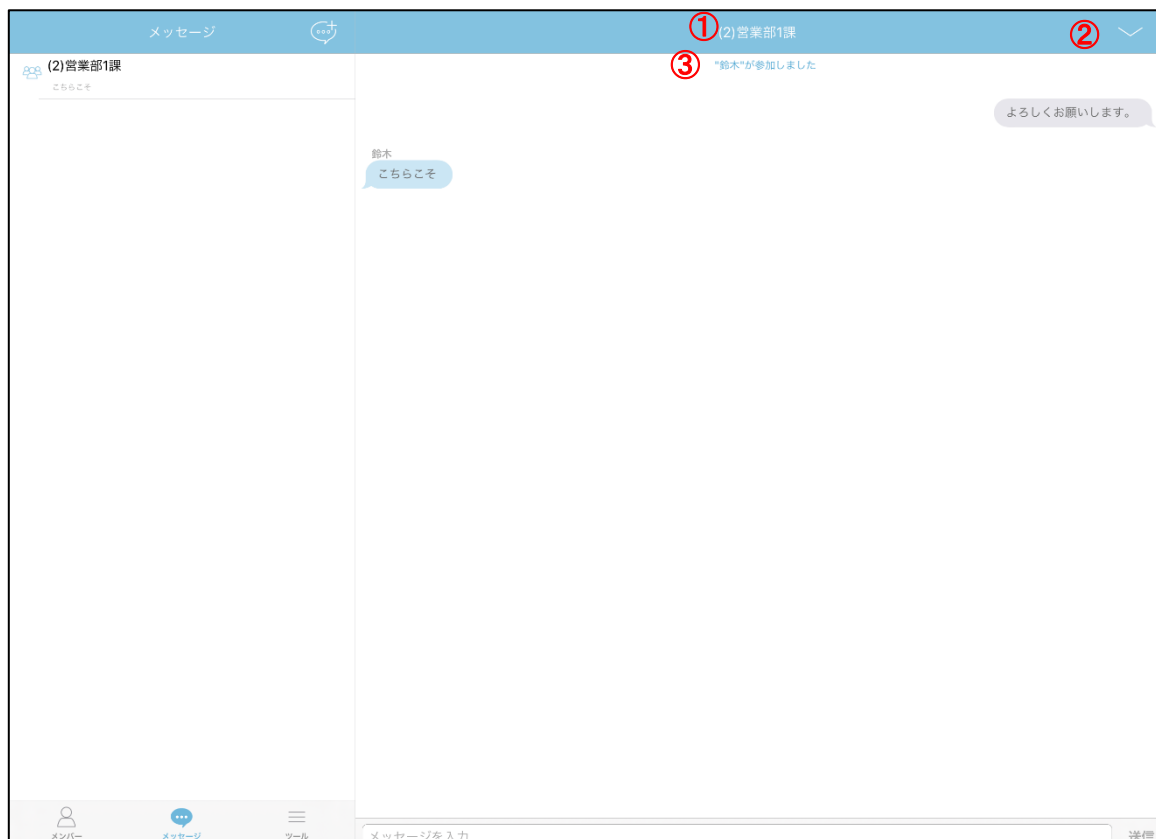 メッセージ
①(2)営業部1課
②
(2)営業部1課
こちらこそ
③"鈴木"が参加しました
よろしくお願いします。
鈴木
こちらこそ
メンバー
メッセージ
ツール
メッセージを入力
送信